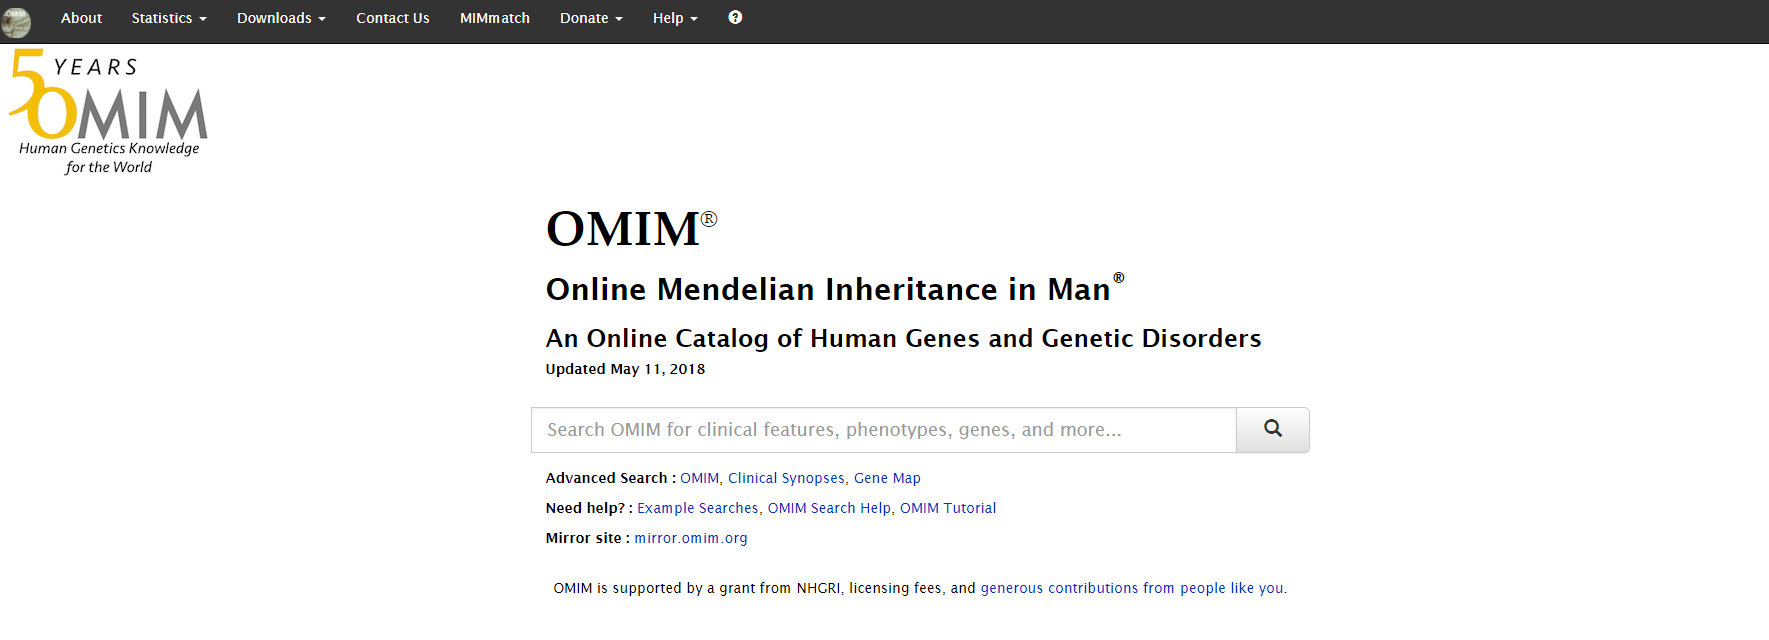 OMIM
About Statistics Downloads Contact Us MIMmatch Donate Help ?
50 YEARS
OMIM
Human Genetics Knowledge
for the World
OMIM®
Online Mendelian Inheritance in Man®
An Online Catalog of Human Genes and Genetic Disorders
Updated May 11, 2018
Search OMIM for clinical features, phenotypes, genes, and more...
Advanced Search : OMIM, Clinical Synopses, Gene Map
Need help? : Example Searches, OMIM Search Help, OMIM Tutorial
Mirror site : mirror.omim.org
OMIM is supported by a grant from NHGRI, licensing fees, and generous contributions from people like you.